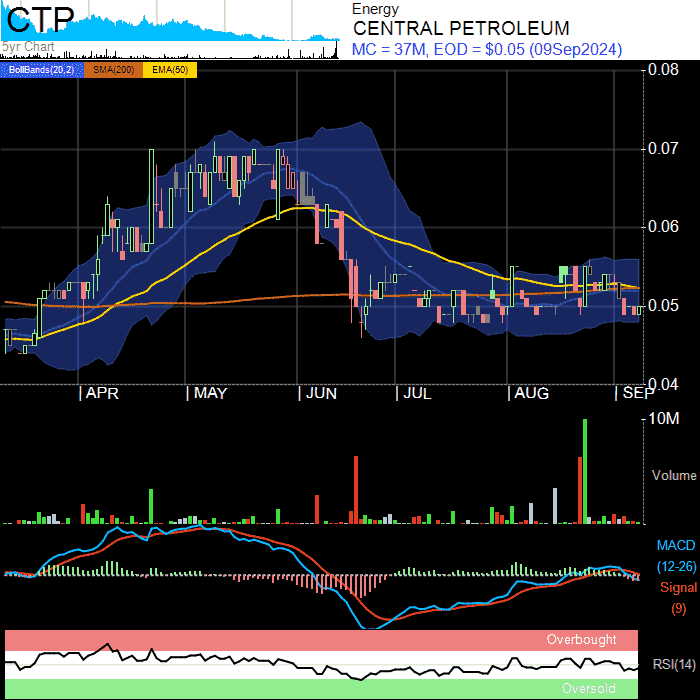 CTP
5yr Chart
Energy
CENTRAL PETROLEUM
MC = 37M, EOD = $0.05 (09Sep2024)
BollBands(20,2) SMA(200) EMA(50)
0.08
0.07
0.06
0.05
0.04
APR MAY JUN JUL AUG SEP
10M
Volume
MACD
(12-26)
Signal
(9)
Overbought
RSI(14)
Oversold